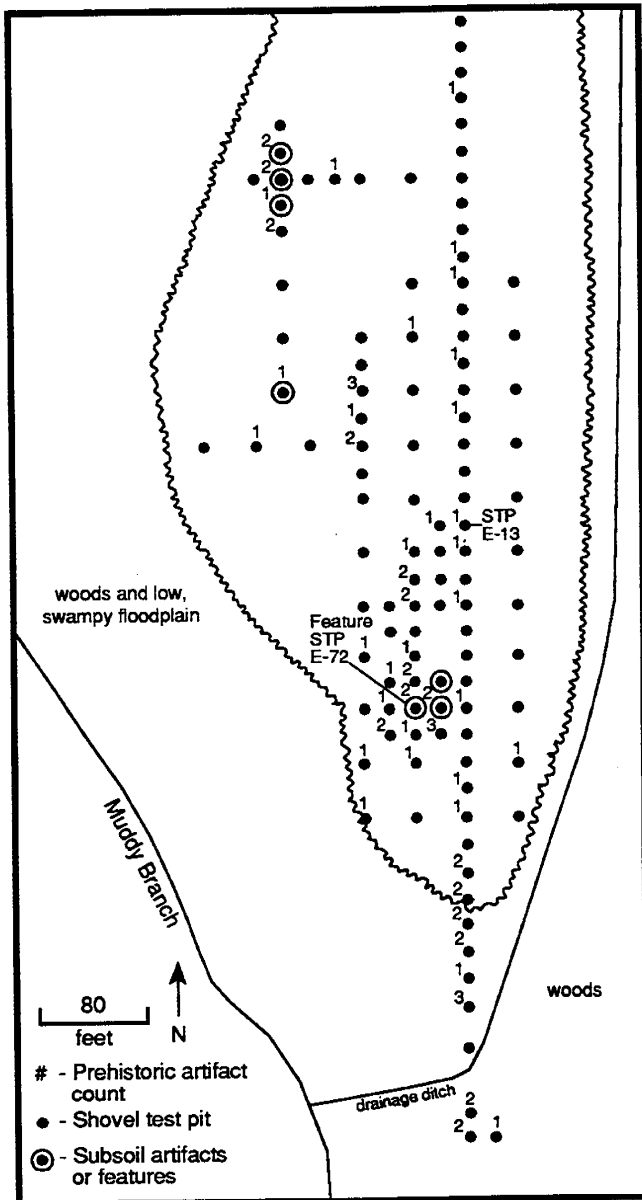 1
2
2 1
1
2
1
1
1
1
1
3
1 1
1
2
1 1 STP
E-13
1 1
2
woods and low,
swampy floodplain
2 1
Feature
STP
E-72
1 1
1 2
1 2 2 1
2 1 3
1 1 1
1
1 1
2
2
2
2
1
3
Muddy Branch
woods
80
feet
N
# - Prehistoric artifact
count
- Shovel test pit
- Subsoil artifacts
or features
drainage ditch
2
2 1